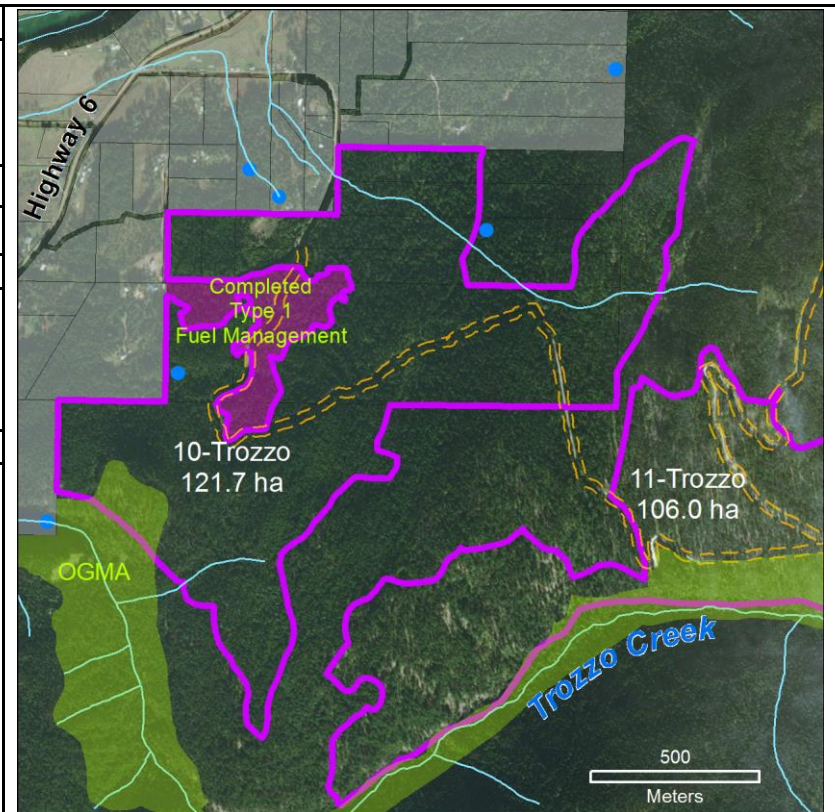 Highway 6
Completed
Type 1
Fuel Management
10-Trozzo
121.7 ha
11-Trozzo
106.0 ha
OGMA
Trozzo Creek
500
Meters